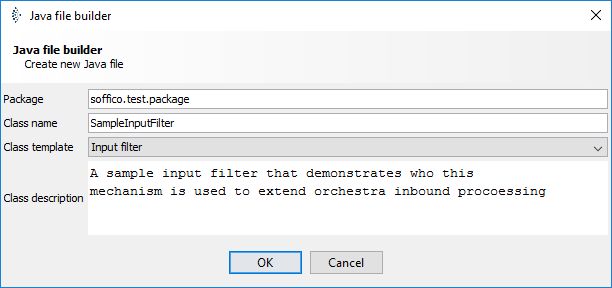 Java file builder
Java file builder
Create new Java file
Package soffico.test.package
Class name SampleInputFilter
Class template Input filter
Class description A sample input filter that demonstrates who this
mechanism is used to extend orchestra inbound procoessing
OK Cancel